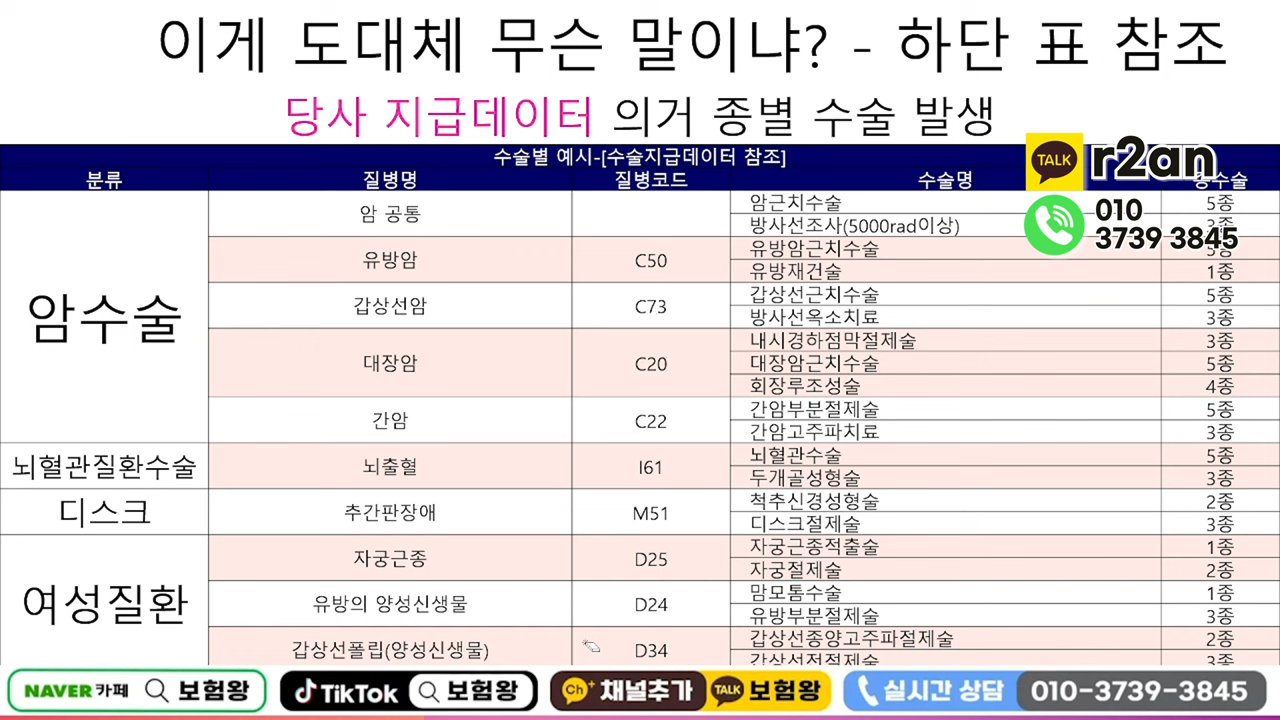 이게 도대체 무슨 말이냐? - 하단 표 참조
당사 지급데이터 의거 종별 수술 발생
수술별 예시-[수술지급데이터 참조]
TALK r2an
분류 질병명 질병코드 수술명 종수술
010
3739 3845
암수술
암 공통 암근치수술 5종
방사선조사(5000rad이상) 3종
유방암 C50 유방암근치수술 5종
유방재건술 1종
갑상선암 C73 갑상선근치수술 5종
방사선옥소치료 3종
대장암 C20 내시경하점막절제술 3종
대장암근치수술 5종
회장루조성술 4종
간암 C22 간암부분절제술 5종
간암고주파치료 3종
뇌혈관질환수술 뇌출혈 I61 뇌혈관수술 5종
두개골성형술 3종
디스크 추간판장애 M51 척추신경성형술 2종
디스크절제술 3종
여성질환
자궁근종 D25 자궁근종적출술 1종
자궁절제술 2종
유방의 양성신생물 D24 맘모톰수술 1종
유방부분절제술 3종
갑상선폴립(양성신생물) D34 갑상선종양고주파절제술 2종
갑상선전절제술 3종
NAVER 카페 보험왕 TikTok 보험왕 Ch+ 채널추가 TALK 보험왕 실시간 상담 010-3739-3845